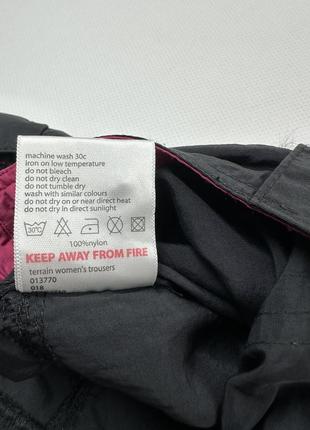 machine wash 30c
iron on low temperature
do not bleach
do not dry clean
do not tumble dry
wash with similar colours
do not dry on or near direct heat
do not dry in direct sunlight
30°C
100%nylon
KEEP AWAY FROM FIRE
terrain women's trousers
013770
018